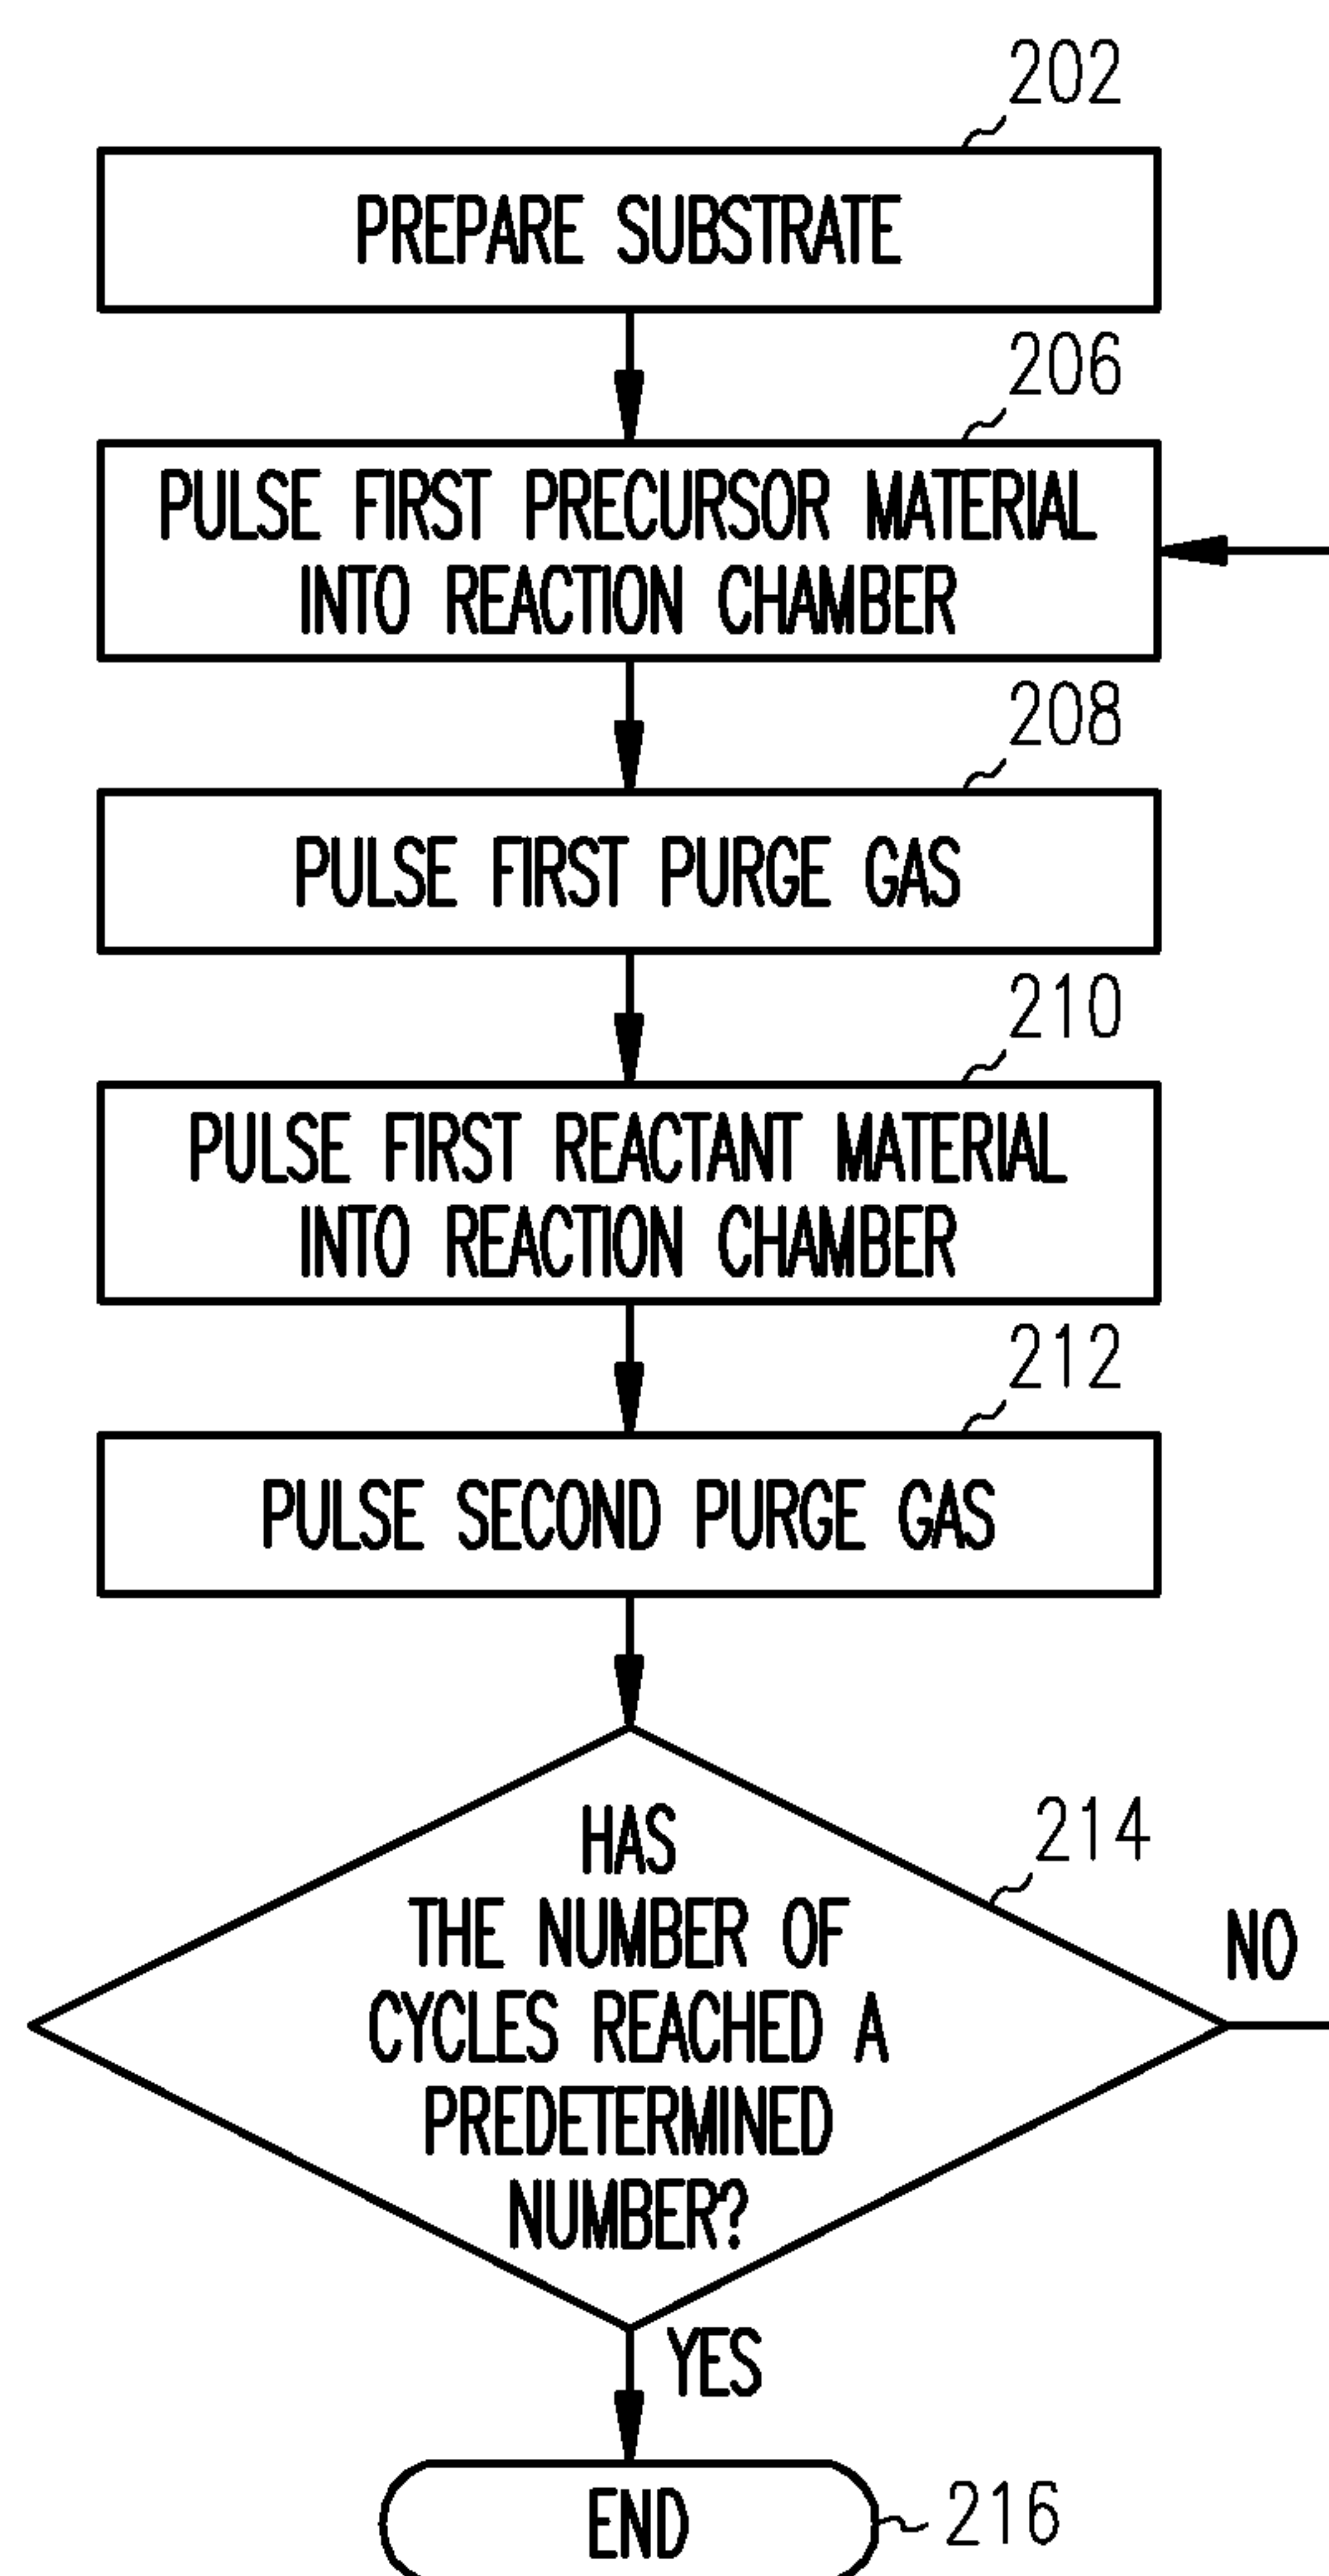 202
PREPARE SUBSTRATE
206
PULSE FIRST PRECURSOR MATERIAL
INTO REACTION CHAMBER
208
PULSE FIRST PURGE GAS
210
PULSE FIRST REACTANT MATERIAL
INTO REACTION CHAMBER
212
PULSE SECOND PURGE GAS
214
HAS
THE NUMBER OF
CYCLES REACHED A
PREDETERMINED
NUMBER?
NO
YES
END
216